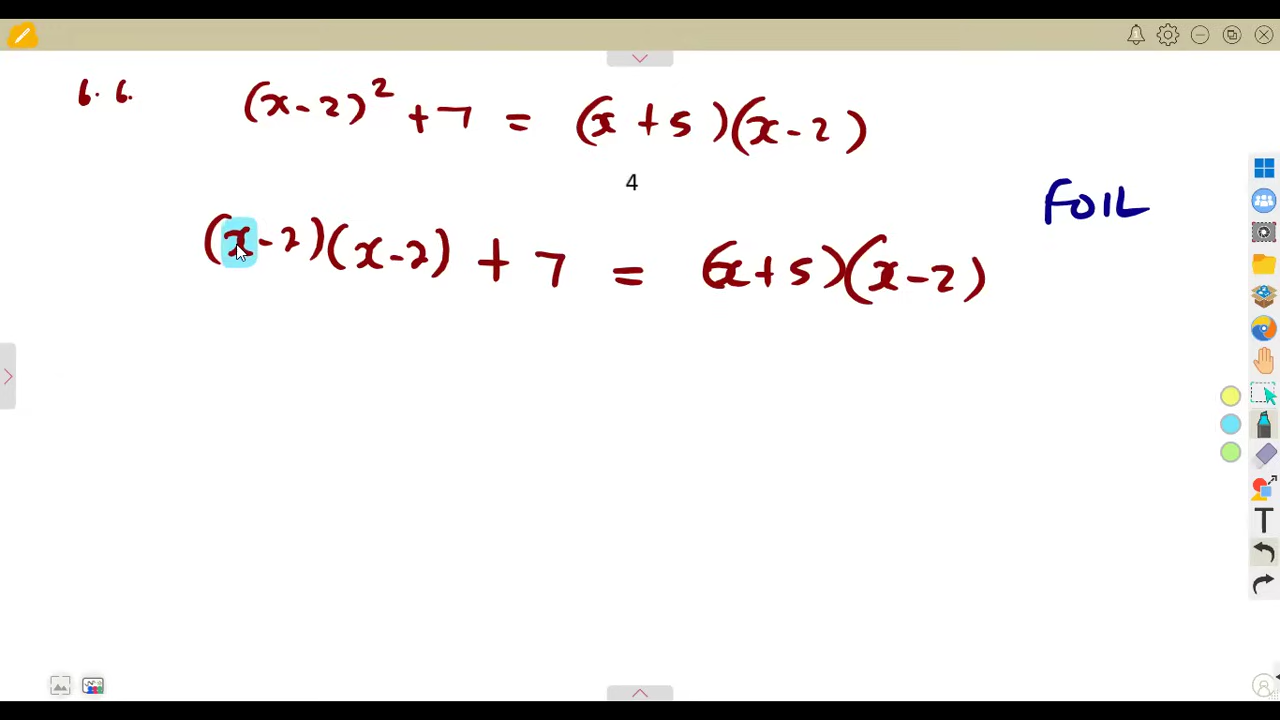 6.6. (x-2)² +7 = (x +5)(x-2)
4
FOIL
(x-2)(x-2) + 7 = (x+5)(x-2)
T